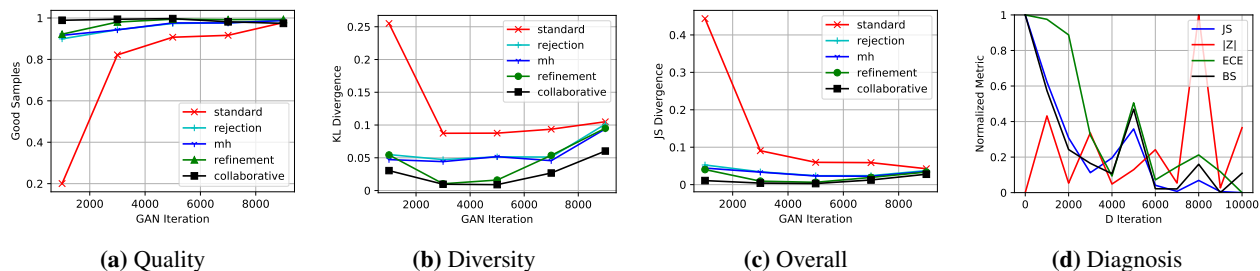 Good Samples
1
0.8
0.6
0.4
0.2
standard
rejection
mh
refinement
collaborative
2000 4000 6000 8000
GAN Iteration
(a) Quality
KL Divergence
0.25
0.2
0.15
0.1
0.05
0
standard
rejection
mh
refinement
collaborative
2000 4000 6000 8000
GAN Iteration
(b) Diversity
JS Divergence
0.4
0.3
0.2
0.1
0
standard
rejection
mh
refinement
collaborative
2000 4000 6000 8000
GAN Iteration
(c) Overall
Normalized Metric
1
0.8
0.6
0.4
0.2
0
JS
|Z|
ECE
BS
0 2000 4000 6000 8000 10000
D Iteration
(d) Diagnosis